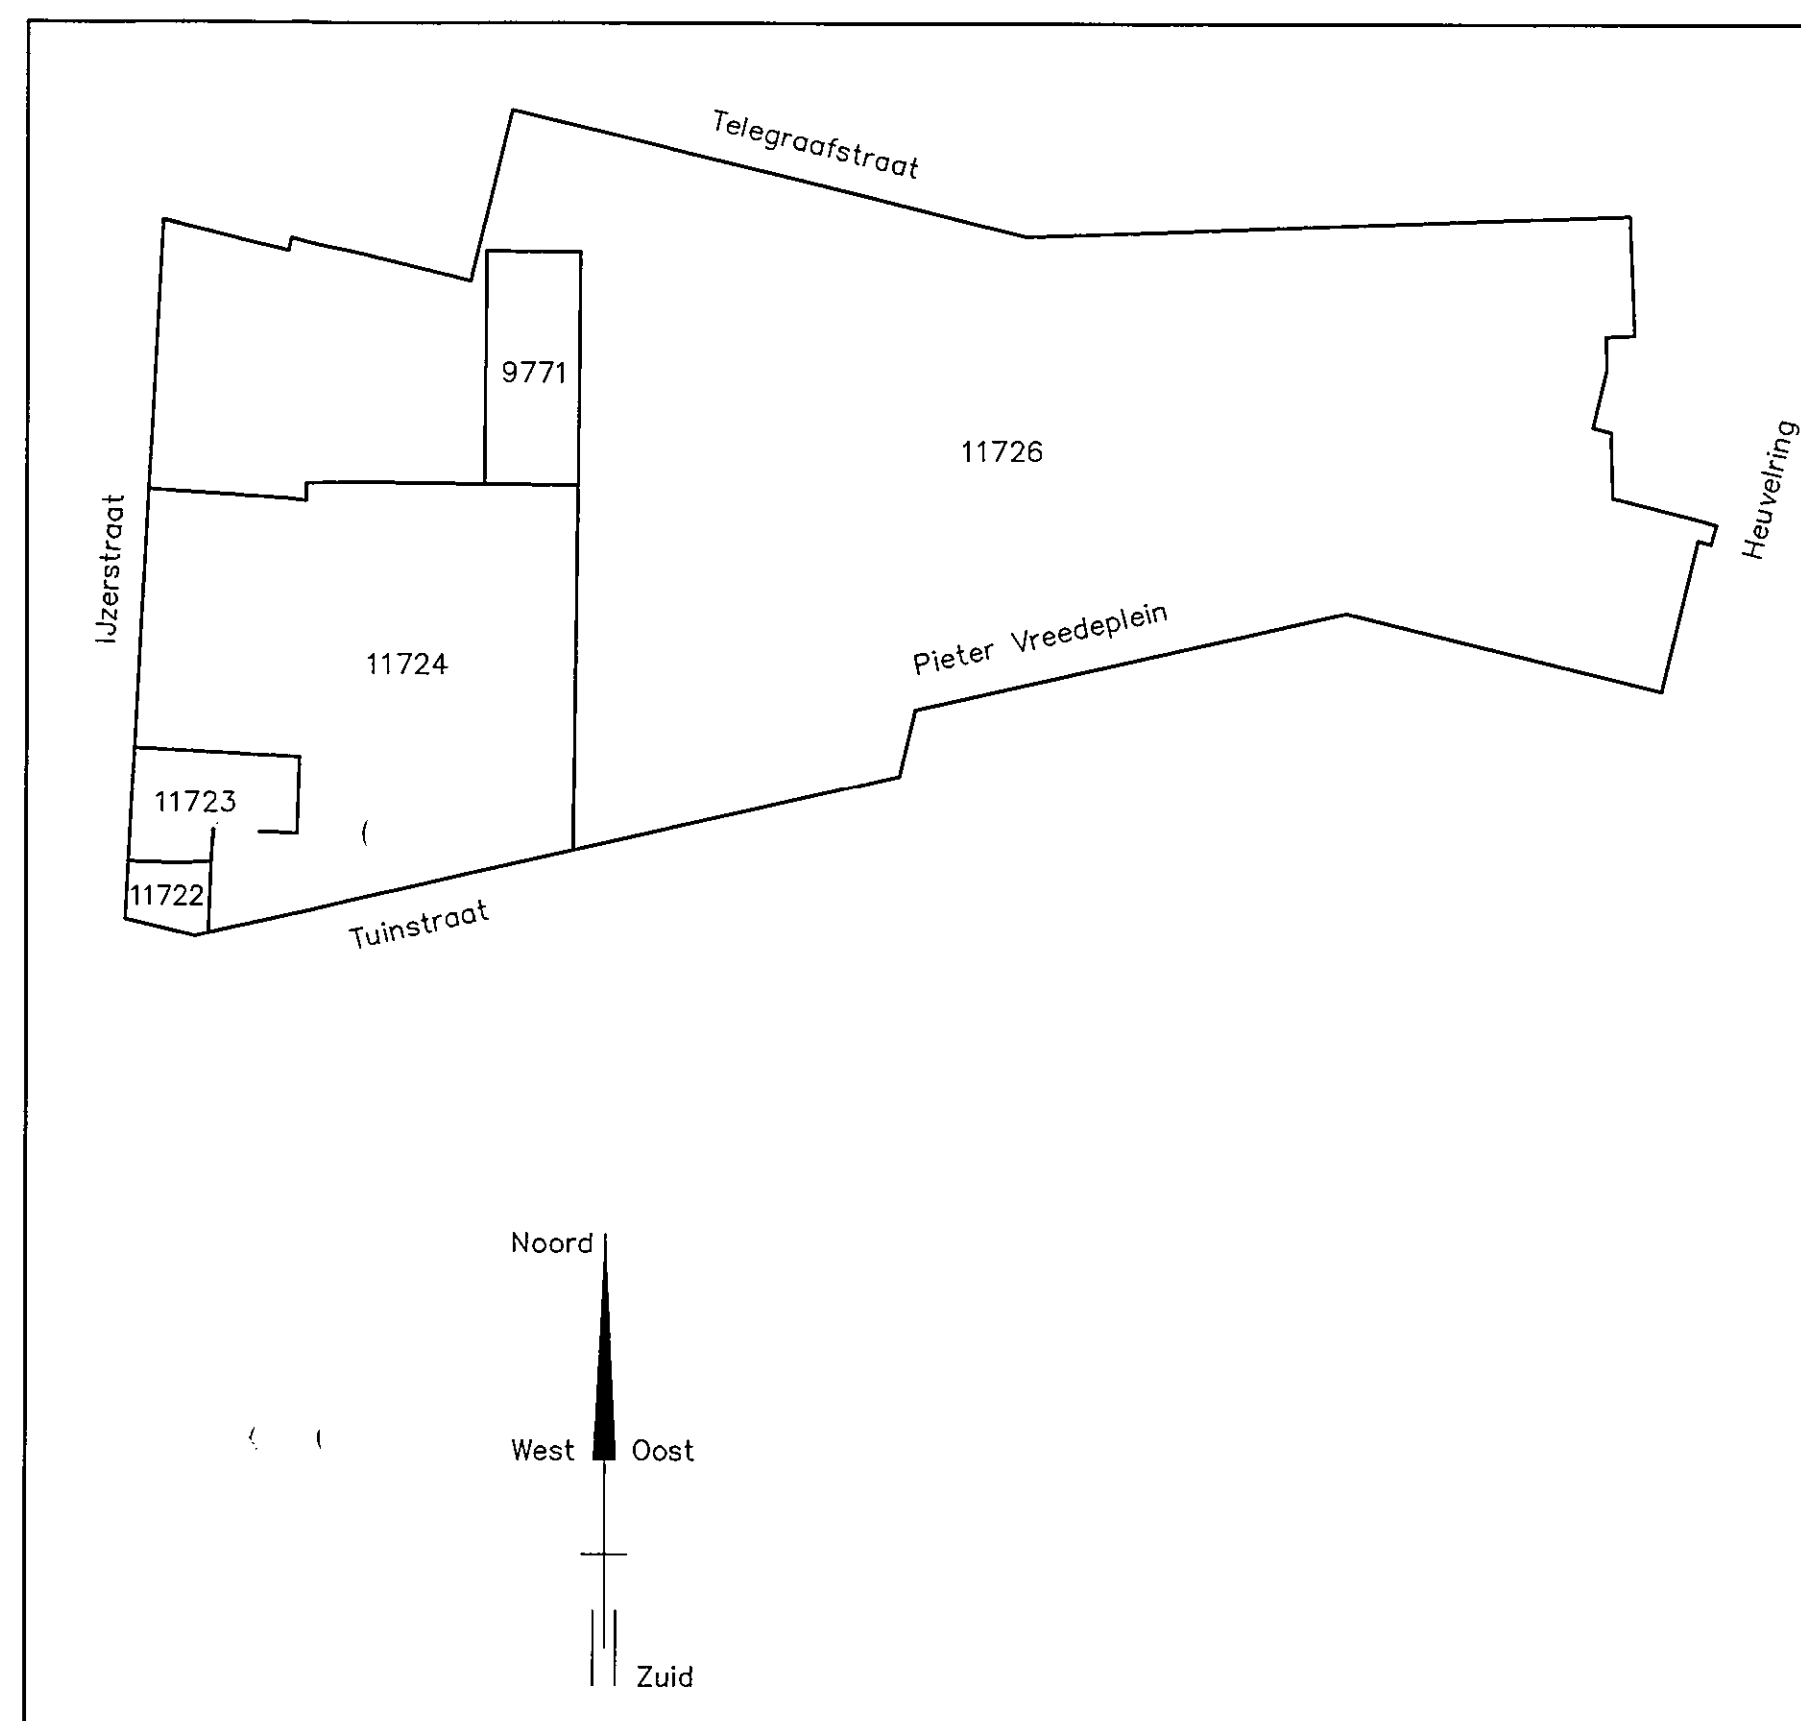 Telegraafstraat
9771
11726
Heuvelring
IJzerstraat
Pieter Vreedeplein
11724
11723
11722
Tuinstraat
Noord
West Oost
Zuid